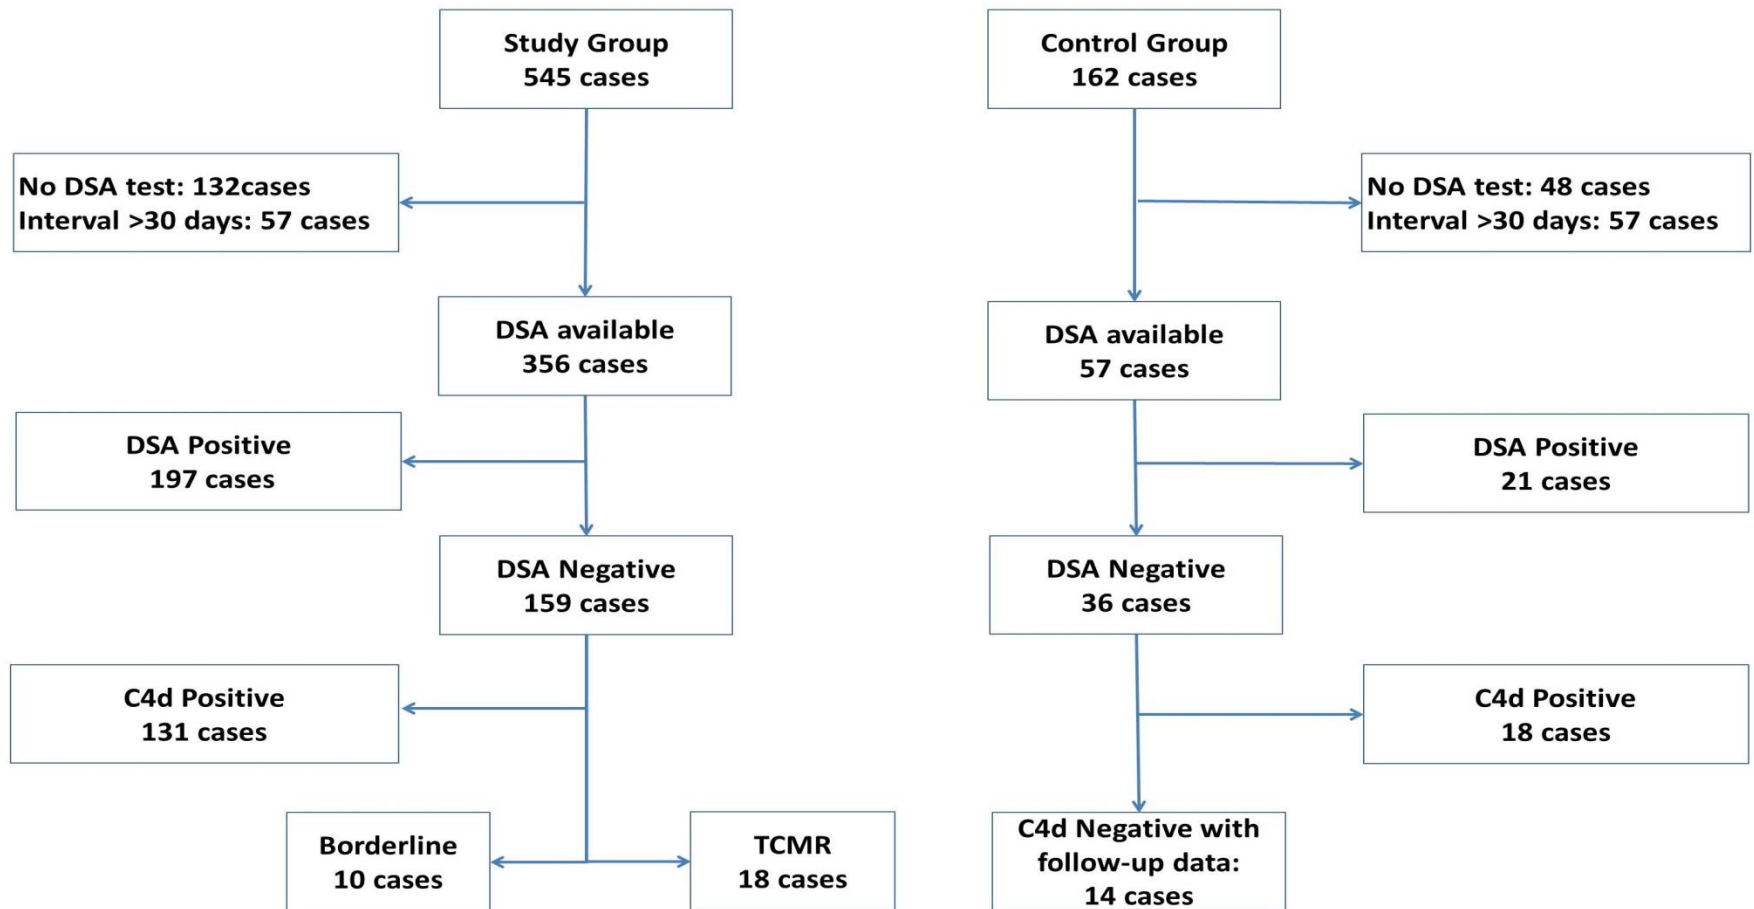 Study Group
545 cases
Control Group
162 cases
No DSA test: 132cases
Interval >30 days: 57 cases
No DSA test: 48 cases
Interval >30 days: 57 cases
DSA available
356 cases
DSA available
57 cases
DSA Positive
197 cases
DSA Positive
21 cases
DSA Negative
159 cases
DSA Negative
36 cases
C4d Positive
131 cases
C4d Positive
18 cases
Borderline
10 cases
TCMR
18 cases
C4d Negative with
follow-up data:
14 cases